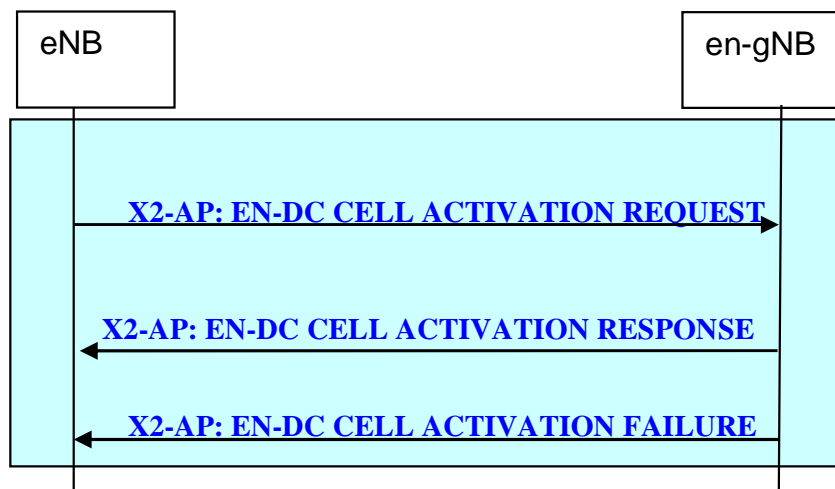 eNB
en-gNB
X2-AP: EN-DC CELL ACTIVATION REQUEST
X2-AP: EN-DC CELL ACTIVATION RESPONSE
X2-AP: EN-DC CELL ACTIVATION FAILURE